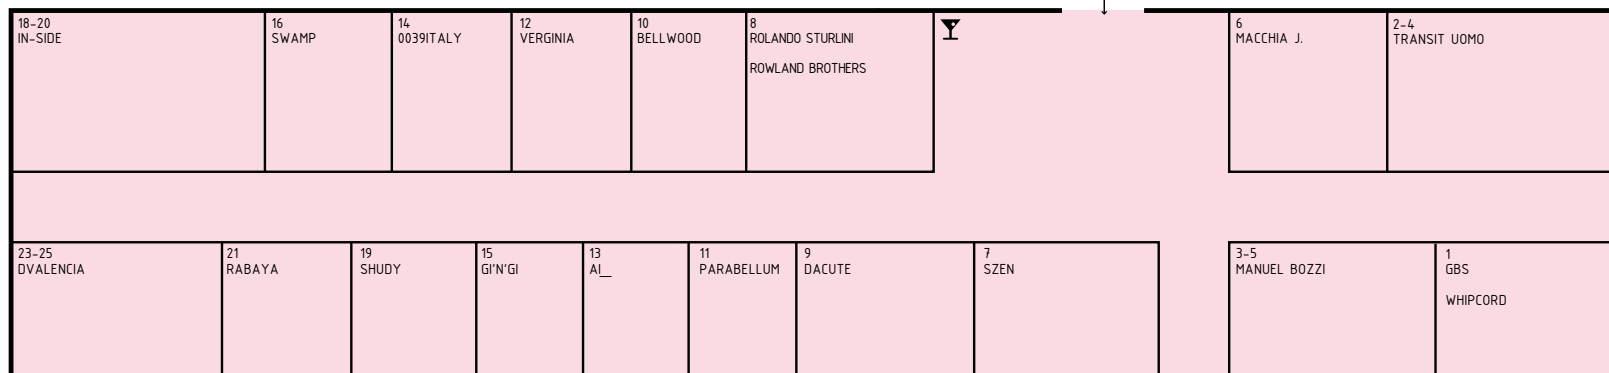 18-20
IN-SIDE
16
SWAMP
14
0039ITALY
12
VERGINIA
10
BELLWOOD
8
ROLANDO STURLINI
ROWLAND BROTHERS
6
MACCHIA J.
2-4
TRANSIT UOMO
23-25
DVALENCIA
21
RABAYA
19
SHUDY
15
GI'N'GI
13
AI__
11
PARABELLUM
9
DACUTE
7
SZEN
3-5
MANUEL BOZZI
1
GBS
WHIPCORD